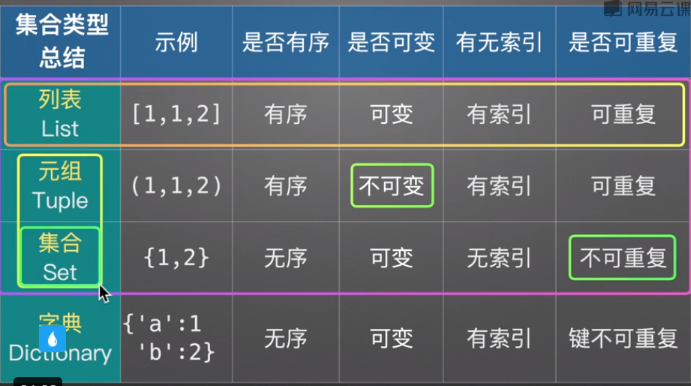 网易云课
集合类型
总结
示例
是否有序
是否可变
有无索引
是否可重复
列表
List
[1,1,2]
有序
可变
有索引
可重复
元组
Tuple
(1,1,2)
有序
不可变
有索引
可重复
集合
Set
{1,2}
无序
可变
无索引
不可重复
字典
Dictionary
{'a':1
'b':2}
无序
可变
有索引
键不可重复